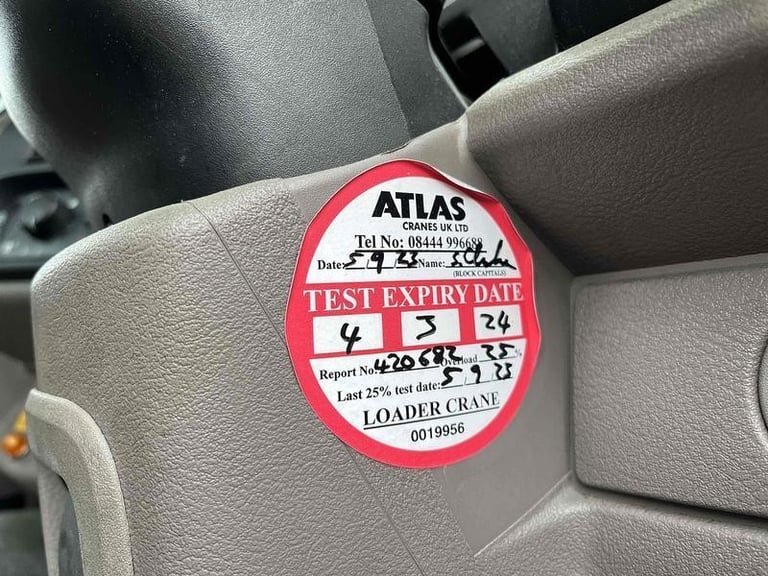 ATLAS
CRANES UK LTD
Tel No: 08444 996688
Date: 5 / 9 / 23 Name:
(BLOCK CAPITALS)
TEST EXPIRY DATE
4 3 24
Report No: 420682 Overload 25 %
Last 25% test date: 5 / 9 / 23
LOADER CRANE
0019956